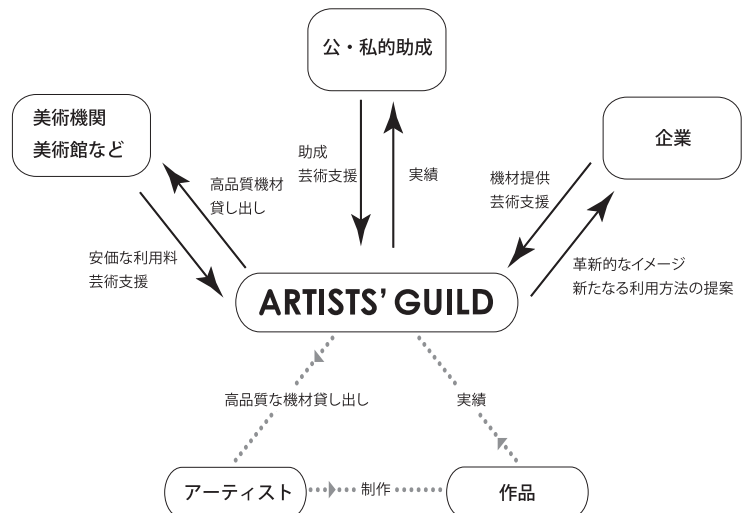 公・私的助成
美術機関
美術館など
企業
助成
芸術支援
実績
高品質機材
貸し出し
機材提供
芸術支援
安価な利用料
芸術支援
革新的なイメージ
新たなる利用方法の提案
ARTISTS’ GUILD
高品質な機材貸し出し
実績
アーティスト
制作
作品